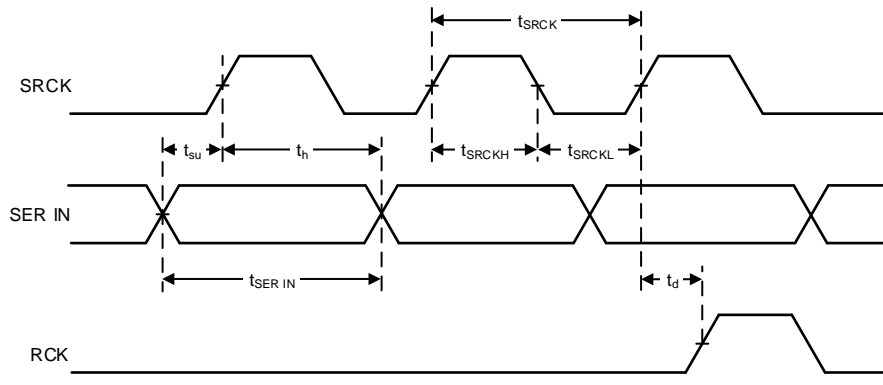 tSRCK
SRCK
tsu
th
tSRCKH
tSRCKL
SER IN
tSER IN
td
RCK